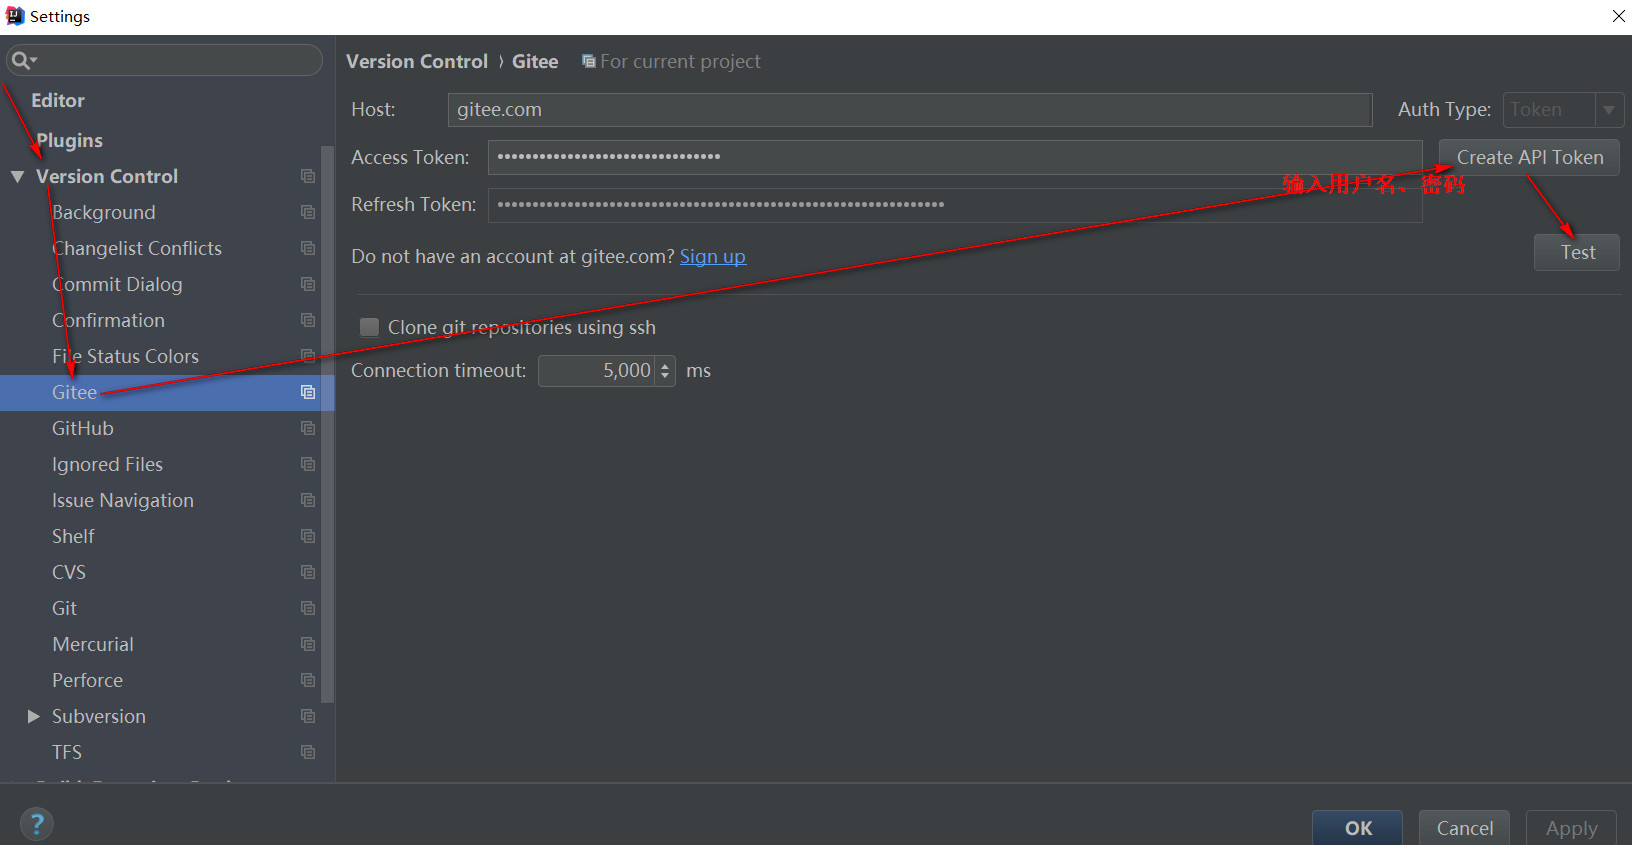 Settings
Editor
Plugins
Version Control
Background
Changelist Conflicts
Commit Dialog
Confirmation
File Status Colors
Gitee
GitHub
Ignored Files
Issue Navigation
Shelf
CVS
Git
Mercurial
Perforce
Subversion
TFS
Version Control › Gitee For current project
Host: gitee.com Auth Type: Token
Access Token: •••••••••••••••••••••••••••••••• Create API Token
输入用户名、密码
Refresh Token: ••••••••••••••••••••••••••••••••••••••••••••••••••••••••••••••••
Do not have an account at gitee.com? Sign up Test
Clone git repositories using ssh
Connection timeout: 5,000 ms
? OK Cancel Apply